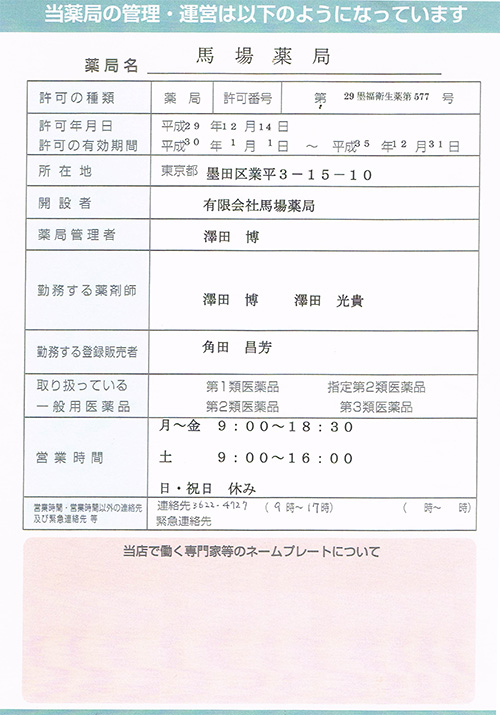 当薬局の管理・運営は以下のようになっています
薬局名 馬場薬局
許可の種類 薬局 許可番号 第 29墨福衛生薬第577 号
許可年月日 平成29年12月14日
許可の有効期間 平成30年1月1日 ～ 平成35年12月31日
所在地 東京都 墨田区業平3－15－10
開設者 有限会社馬場薬局
薬局管理者 澤田 博
勤務する薬剤師 澤田 博 澤田 光貴
勤務する登録販売者 角田 昌芳
取り扱っている 第1類医薬品 指定第2類医薬品
一般用医薬品 第2類医薬品 第3類医薬品
月～金 9:00～18:30
営業時間 土 9:00～16:00
日・祝日 休み
営業時間・営業時間以外の連絡先 連絡先 3622-4727 (9時～17時) ( 時～ 時)
及び緊急連絡先 等 緊急連絡先
当店で働く専門家等のネームプレートについて